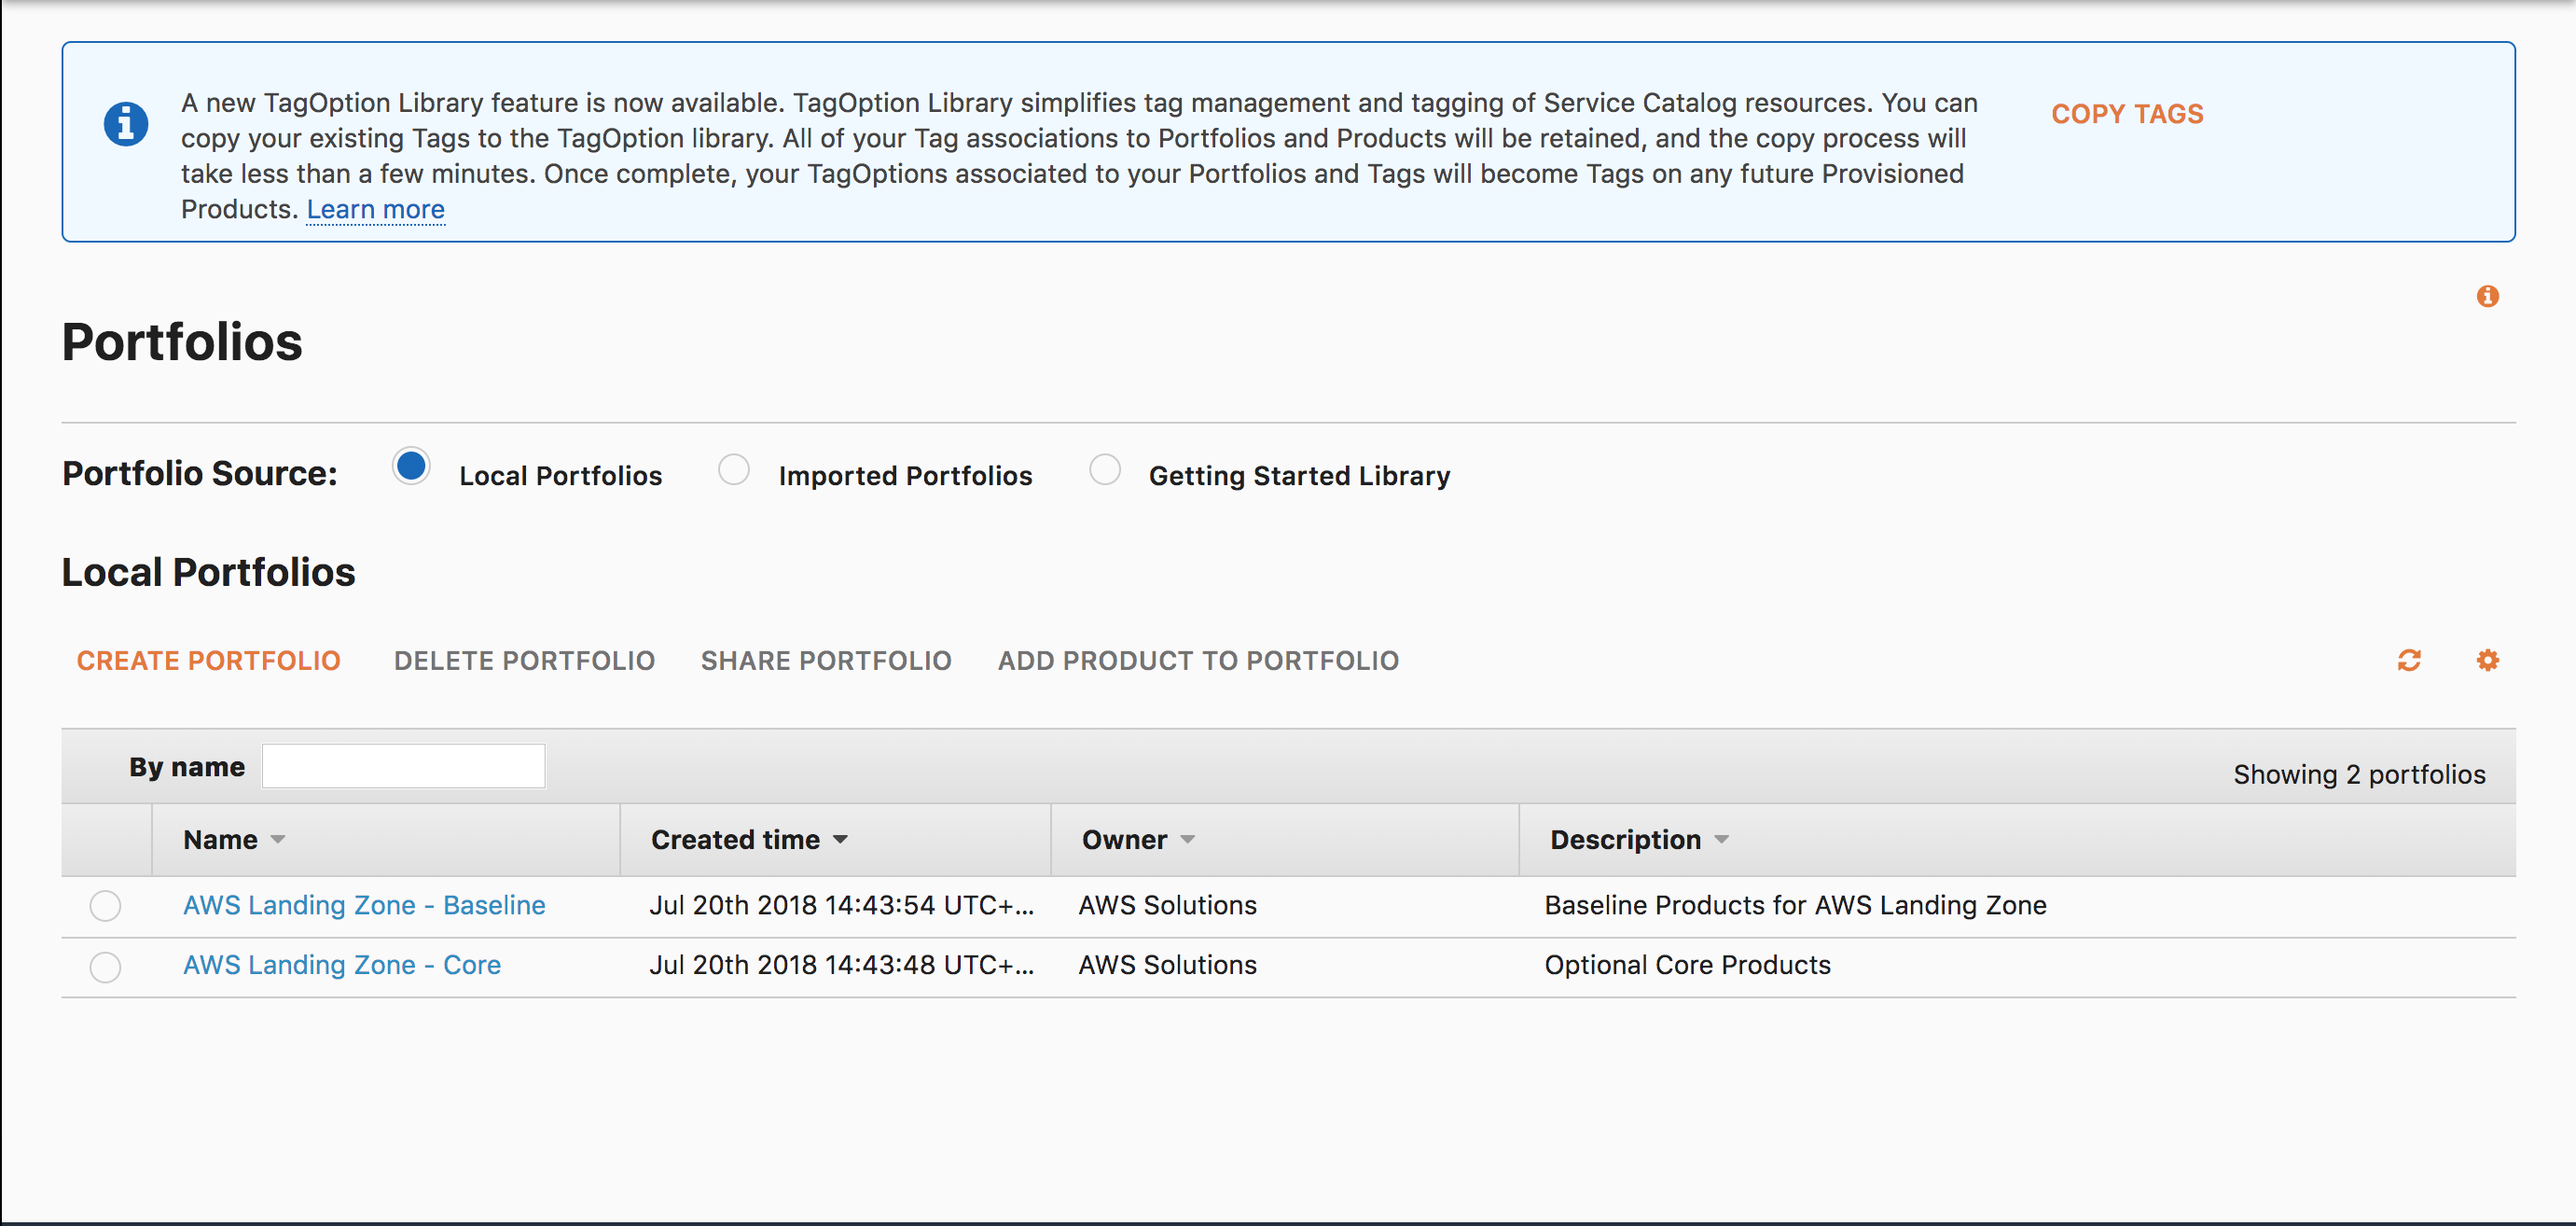 A new TagOption Library feature is now available. TagOption Library simplifies tag management and tagging of Service Catalog resources. You can
copy your existing Tags to the TagOption library. All of your Tag associations to Portfolios and Products will be retained, and the copy process will
take less than a few minutes. Once complete, your TagOptions associated to your Portfolios and Tags will become Tags on any future Provisioned
Products. Learn more
COPY TAGS
Portfolios
Portfolio Source: Local Portfolios Imported Portfolios Getting Started Library
Local Portfolios
CREATE PORTFOLIO DELETE PORTFOLIO SHARE PORTFOLIO ADD PRODUCT TO PORTFOLIO
By name Showing 2 portfolios
Name Created time Owner Description
AWS Landing Zone - Baseline Jul 20th 2018 14:43:54 UTC+... AWS Solutions Baseline Products for AWS Landing Zone
AWS Landing Zone - Core Jul 20th 2018 14:43:48 UTC+... AWS Solutions Optional Core Products